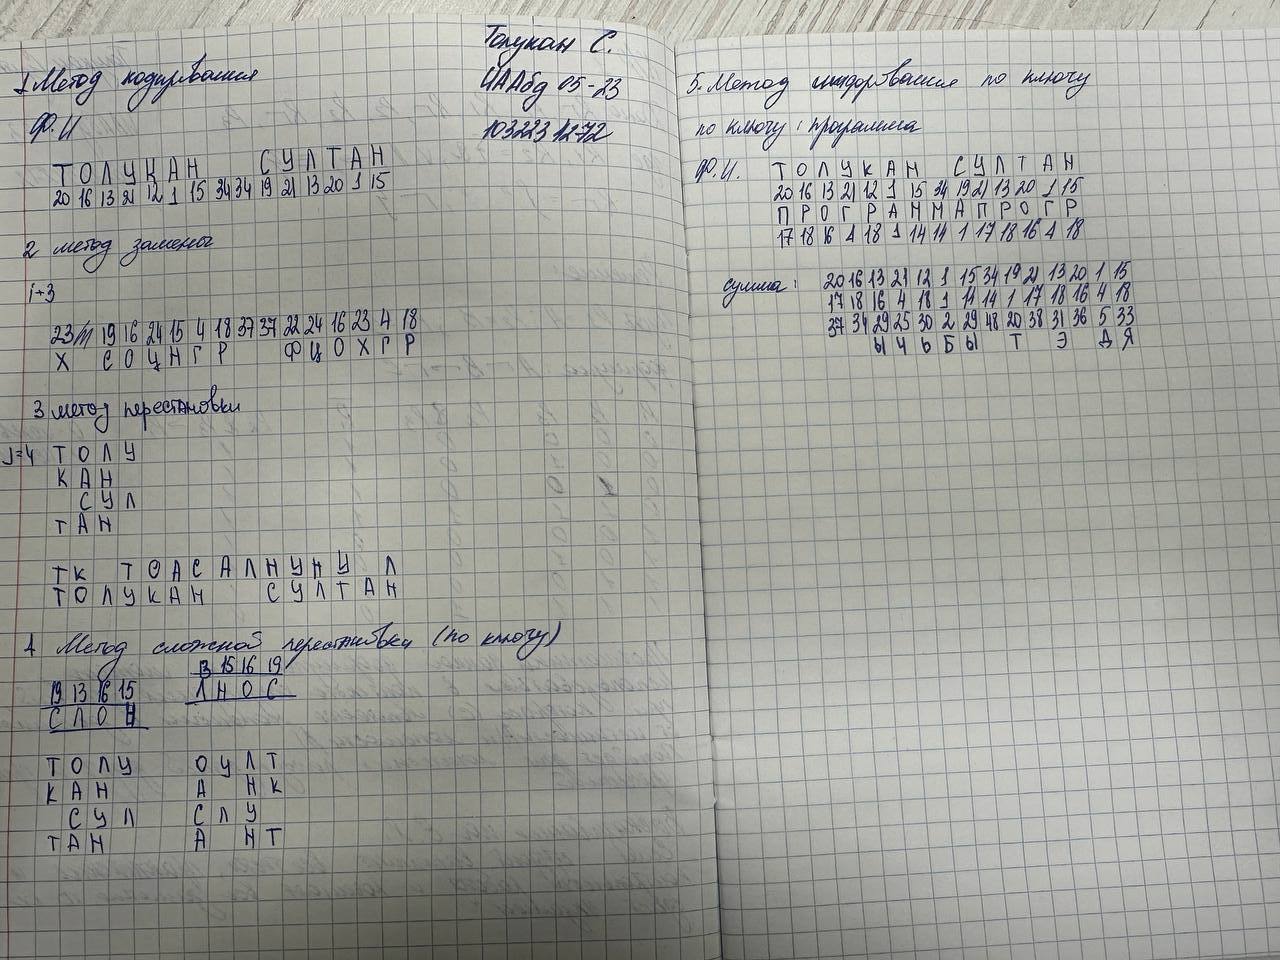 Толукан С.
1 Метод кодирования
ИААбд 05-23
Ф.И
1032231272
Т О Л У К А Н С У Л Т А Н
20 16 13 21 12 1 15 34 34 19 21 13 20 1 15
2 метод замены
i+3
23 19 16 24 15 4 18 37 37 22 24 16 23 4 18
Х С О Ц Н Г Р Ф Ц О Х Г Р
3 метод перестановки
J=4 Т О Л У
К А Н
С У Л
Т А Н
Т К Т О А С А Л Н У Н У Л
Т О Л У К А Н С У Л Т А Н
4 Метод сложной перестановки (по ключу)
13 15 16 19
Л Н О С
19 13 16 15
С Л О Н
Т О Л У О У Л Т
К А Н А Н К
С У Л С Л У
Т А Н А Н Т
5. Метод шифрования по ключу
по ключу: программа
Ф.И. Т О Л У К А Н С У Л Т А Н
20 16 13 21 12 1 15 34 19 21 13 20 1 15
П Р О Г Р А М М А П Р О Г Р
17 18 16 4 18 1 14 14 1 17 18 16 4 18
сумма: 20 16 13 21 12 1 15 34 19 21 13 20 1 15
17 18 16 4 18 1 14 14 1 17 18 16 4 18
37 34 29 25 30 2 29 48 20 38 31 36 5 33
Ы Ч Ь Б Ы Т Э Д Я